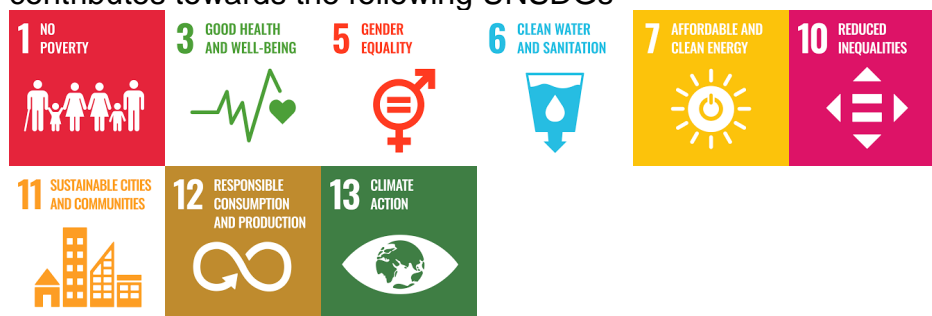 contributes towards the following UNSDGs
1 NO
POVERTY
3 GOOD HEALTH
AND WELL-BEING
5 GENDER
EQUALITY
6 CLEAN WATER
AND SANITATION
7 AFFORDABLE AND
CLEAN ENERGY
10 REDUCED
INEQUALITIES
11 SUSTAINABLE CITIES
AND COMMUNITIES
12 RESPONSIBLE
CONSUMPTION
AND PRODUCTION
13 CLIMATE
ACTION